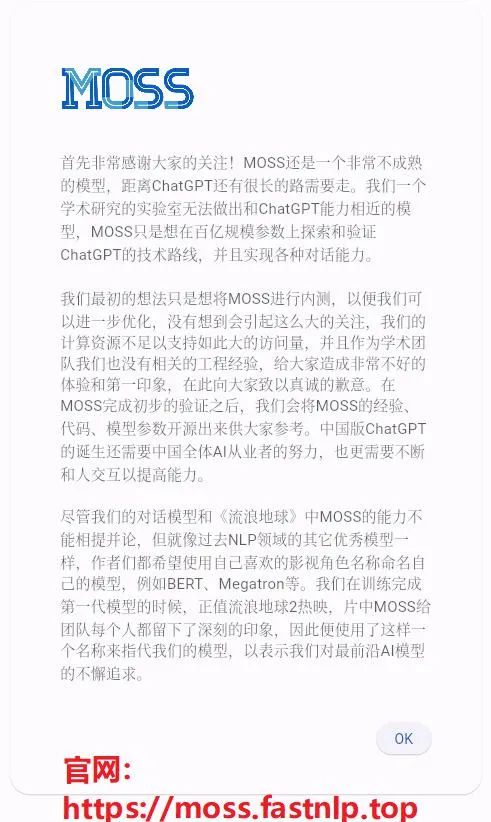 MOSS
首先非常感谢大家的关注！MOSS还是一个非常不成熟
的模型，距离ChatGPT还有很长的路需要走。我们一个
学术研究的实验室无法做出和ChatGPT能力相近的模
型，MOSS只是想在百亿规模参数上探索和验证
ChatGPT的技术路线，并且实现各种对话能力。
我们最初的想法只是想将MOSS进行内测，以便我们可
以进一步优化，没有想到会引起这么大的关注，我们的
计算资源不足以支持如此大的访问量，并且作为学术团
队我们也没有相关的工程经验，给大家造成非常不好的
体验和第一印象，在此向大家致以真诚的歉意。在
MOSS完成初步的验证之后，我们会将MOSS的经验、
代码、模型参数开源出来供大家参考。中国版ChatGPT
的诞生还需要中国全体AI从业者的努力，也更需要不断
和人交互以提高能力。
尽管我们的对话模型和《流浪地球》中MOSS的能力不
能相提并论，但就像过去NLP领域的其它优秀模型一
样，作者们都希望使用自己喜欢的影视角色名称命名自
己的模型，例如BERT、Megatron等。我们在训练完成
第一代模型的时候，正值流浪地球2热映，片中MOSS给
团队每个人都留下了深刻的印象，因此便使用了这样一
个名称来指代我们的模型，以表示我们对最前沿AI模型
的不懈追求。
OK
官网：
https://moss.fastnlp.top